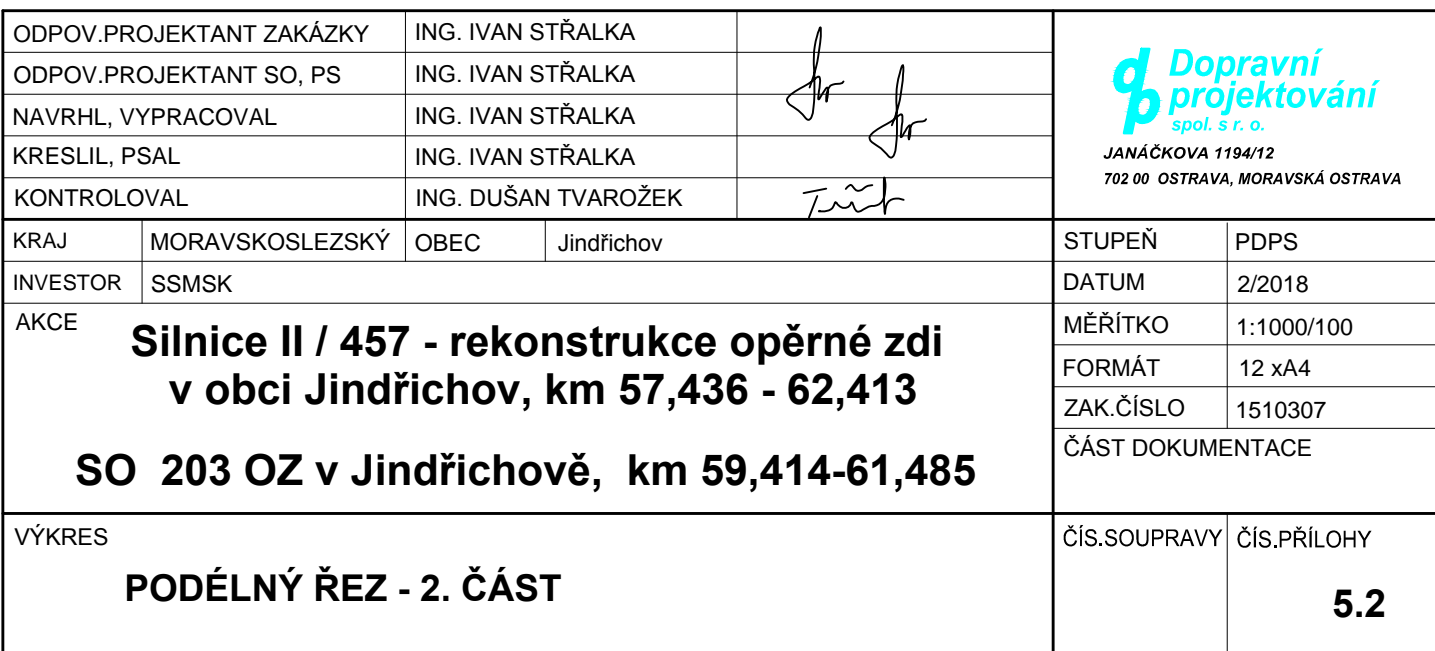 ODPOV.PROJEKTANT ZAKÁZKY ING. IVAN STŘALKA
ODPOV.PROJEKTANT SO, PS ING. IVAN STŘALKA
NAVRHL, VYPRACOVAL ING. IVAN STŘALKA
KRESLIL, PSAL ING. IVAN STŘALKA
KONTROLOVAL ING. DUŠAN TVAROŽEK
dp Dopravní
projektování
spol. s r. o.
JANÁČKOVA 1194/12
702 00 OSTRAVA, MORAVSKÁ OSTRAVA
KRAJ MORAVSKOSLEZSKÝ OBEC Jindřichov
INVESTOR SSMSK
AKCE
Silnice II / 457 - rekonstrukce opěrné zdi
v obci Jindřichov, km 57,436 - 62,413
SO 203 OZ v Jindřichově, km 59,414-61,485
STUPEŇ PDPS
DATUM 2/2018
MĚŘÍTKO 1:1000/100
FORMÁT 12 xA4
ZAK.ČÍSLO 1510307
ČÁST DOKUMENTACE
VÝKRES
PODÉLNÝ ŘEZ - 2. ČÁST
ČÍS.SOUPRAVY ČÍS.PŘÍLOHY
5.2